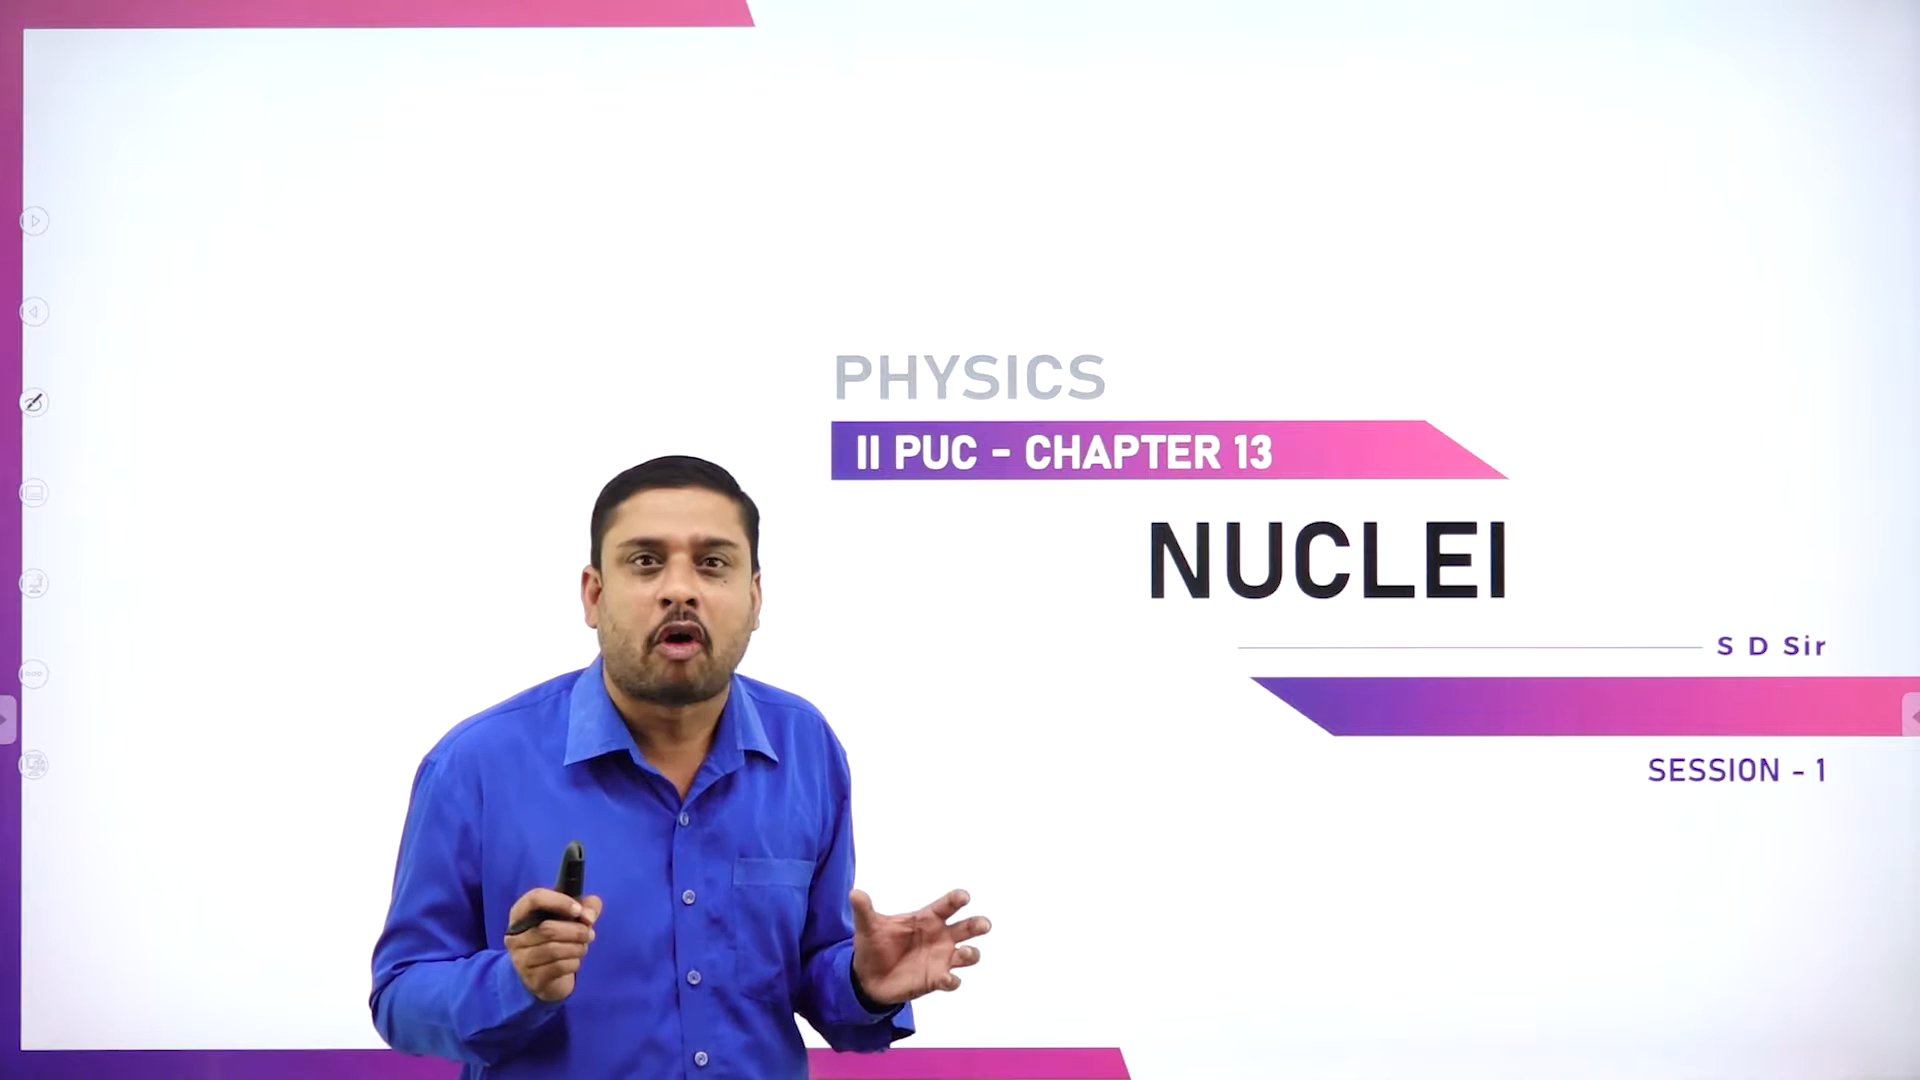 PHYSICS
II PUC - CHAPTER 13
NUCLEI
S D Sir
SESSION - 1